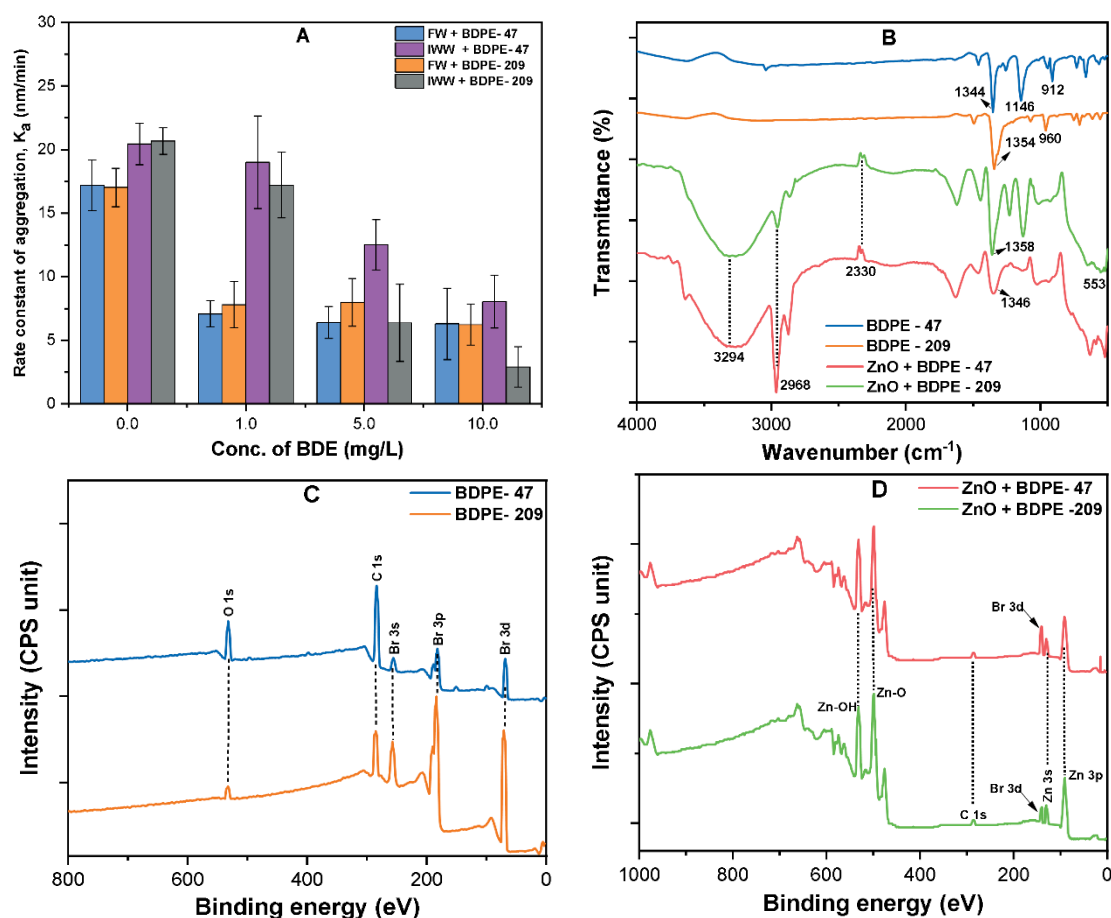 A
FW + BDPE- 47
IWW + BDPE- 47
FW + BDPE- 209
IWW + BDPE- 209
Rate constant of aggregation, Ka (nm/min)
40
35
30
25
20
15
10
5
0
0.0
1.0
5.0
10.0
Conc. of BDE (mg/L)
B
1344
1146
912
1354
960
1358
553
2330
1346
3294
2968
BDPE - 47
BDPE - 209
ZnO + BDPE - 47
ZnO + BDPE - 209
Transmittance (%)
4000
3000
2000
1000
Wavenumber (cm-1)
C
BDPE- 47
BDPE- 209
O 1s
C 1s
Br 3s
Br 3p
Br 3d
Intensity (CPS unit)
800
600
400
200
0
Binding energy (eV)
D
ZnO + BDPE- 47
ZnO + BDPE -209
Br 3d
Zn-OH
Zn-O
C 1s
Br 3d
Zn 3s
Zn 3p
Intensity (CPS unit)
1000
800
600
400
200
0
Binding energy (eV)